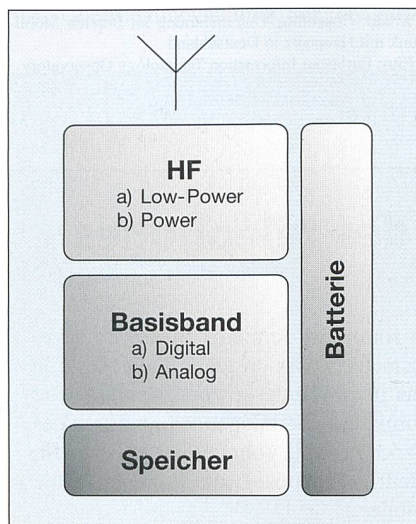 HF
a) Low-Power
b) Power
Basisband
a) Digital
b) Analog
Speicher
Batterie